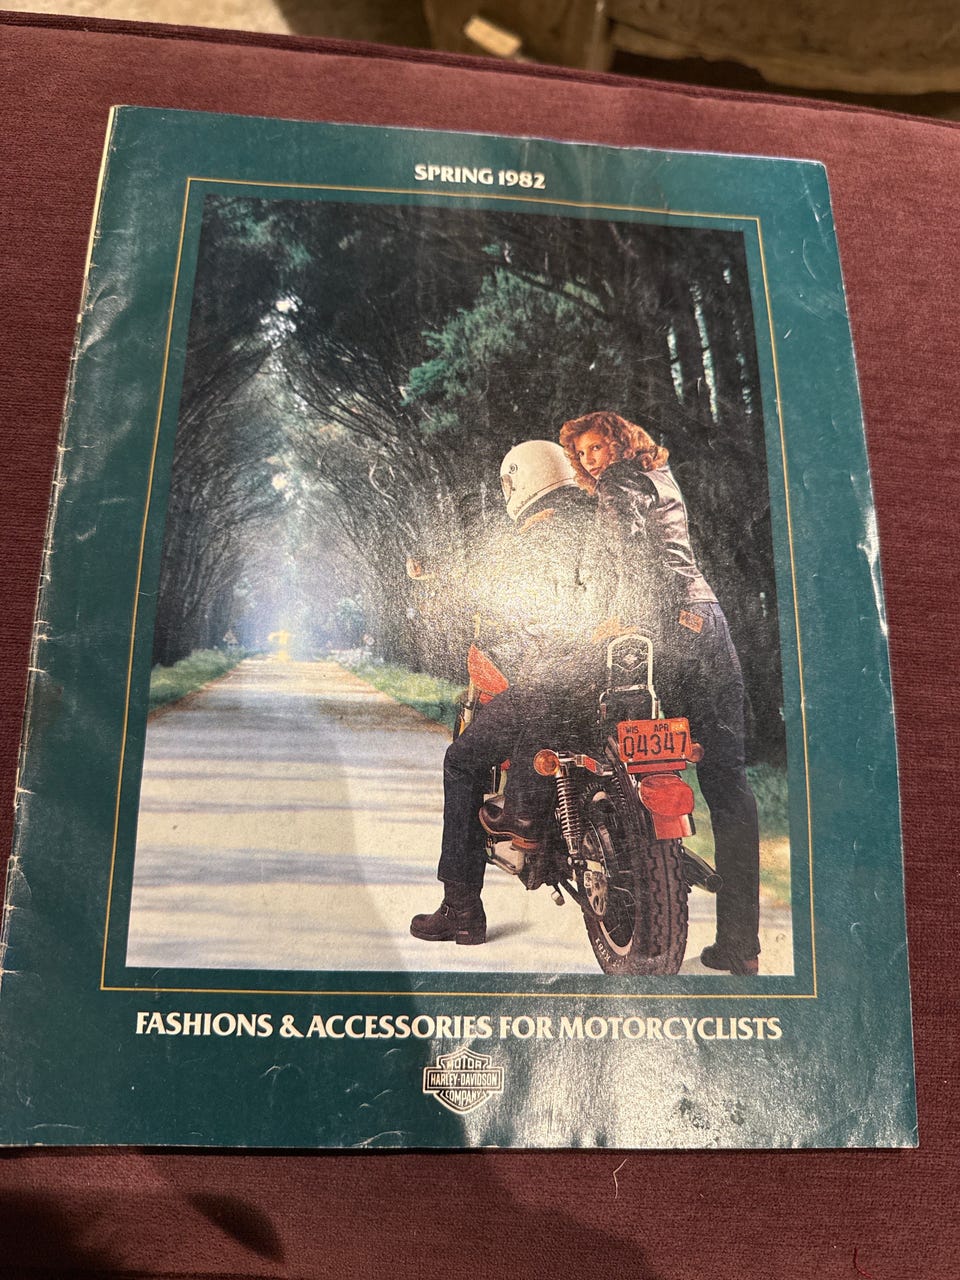 SPRING 1982
WIS APR
Q4347
FASHIONS & ACCESSORIES FOR MOTORCYCLISTS
MOTOR
HARLEY-DAVIDSON
COMPANY